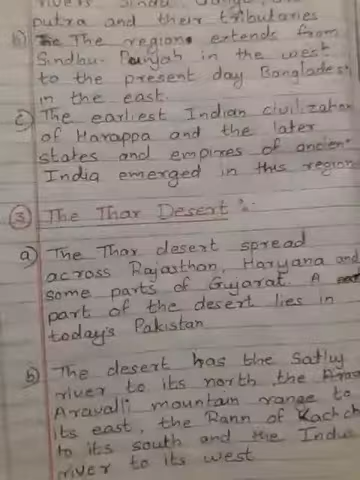 rivers Sindhu, Ganga, and
putra and their tributaries
b) The region extends from
Sindhu-Punjab in the west
to the present day Bangladesh
in the east.
c) The earliest Indian civilization
of Harappa and the later
states and empires of ancient
India emerged in this region
③ The Thar Desert :-
a) The Thar desert spread
across Rajasthan, Haryana and
some parts of Gujarat. A
part of the desert lies in
today's Pakistan
b) The desert has the Satluj
river to its north, the
Aravalli mountain range to
its east, the Rann of Kachch
to its south and the Indus
river to its west